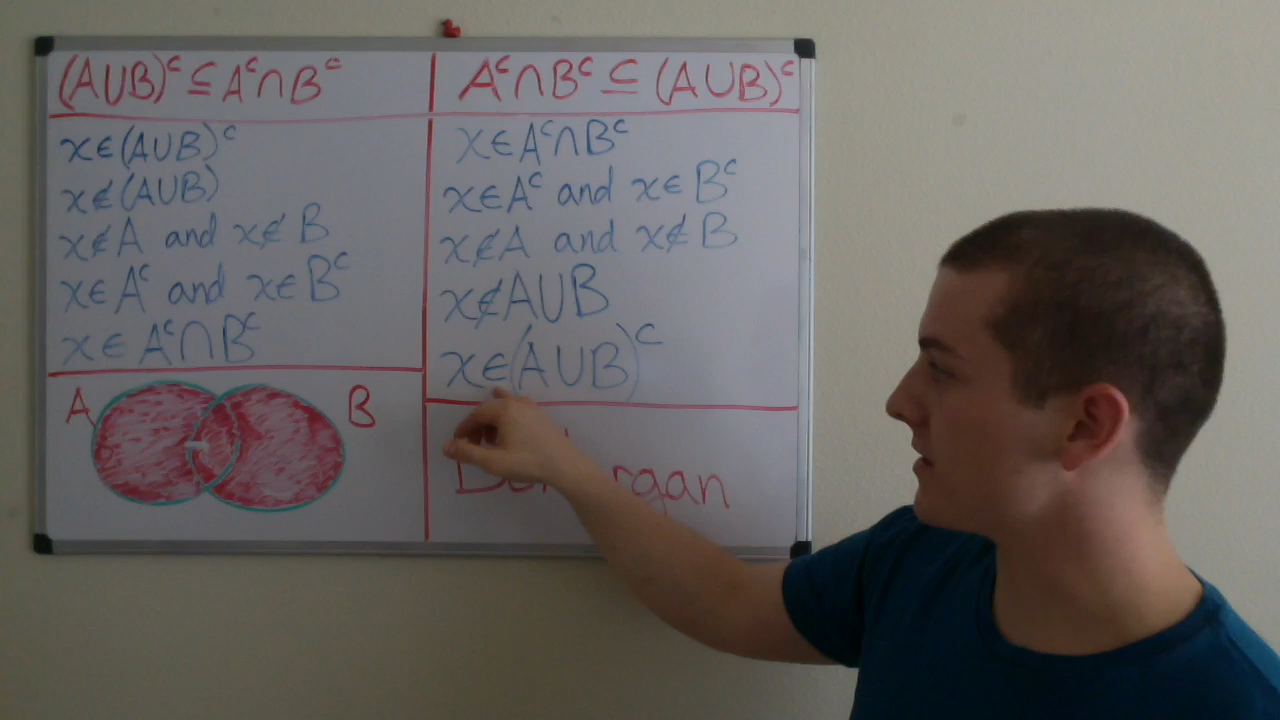 (A∪B)ᶜ ⊆ Aᶜ∩Bᶜ
x∈(A∪B)ᶜ
x∉(A∪B)
x∉A and x∉B
x∈Aᶜ and x∈Bᶜ
x∈Aᶜ∩Bᶜ
A B
Aᶜ∩Bᶜ ⊆ (A∪B)ᶜ
x∈Aᶜ∩Bᶜ
x∈Aᶜ and x∈Bᶜ
x∉A and x∉B
x∉A∪B
x∈(A∪B)ᶜ